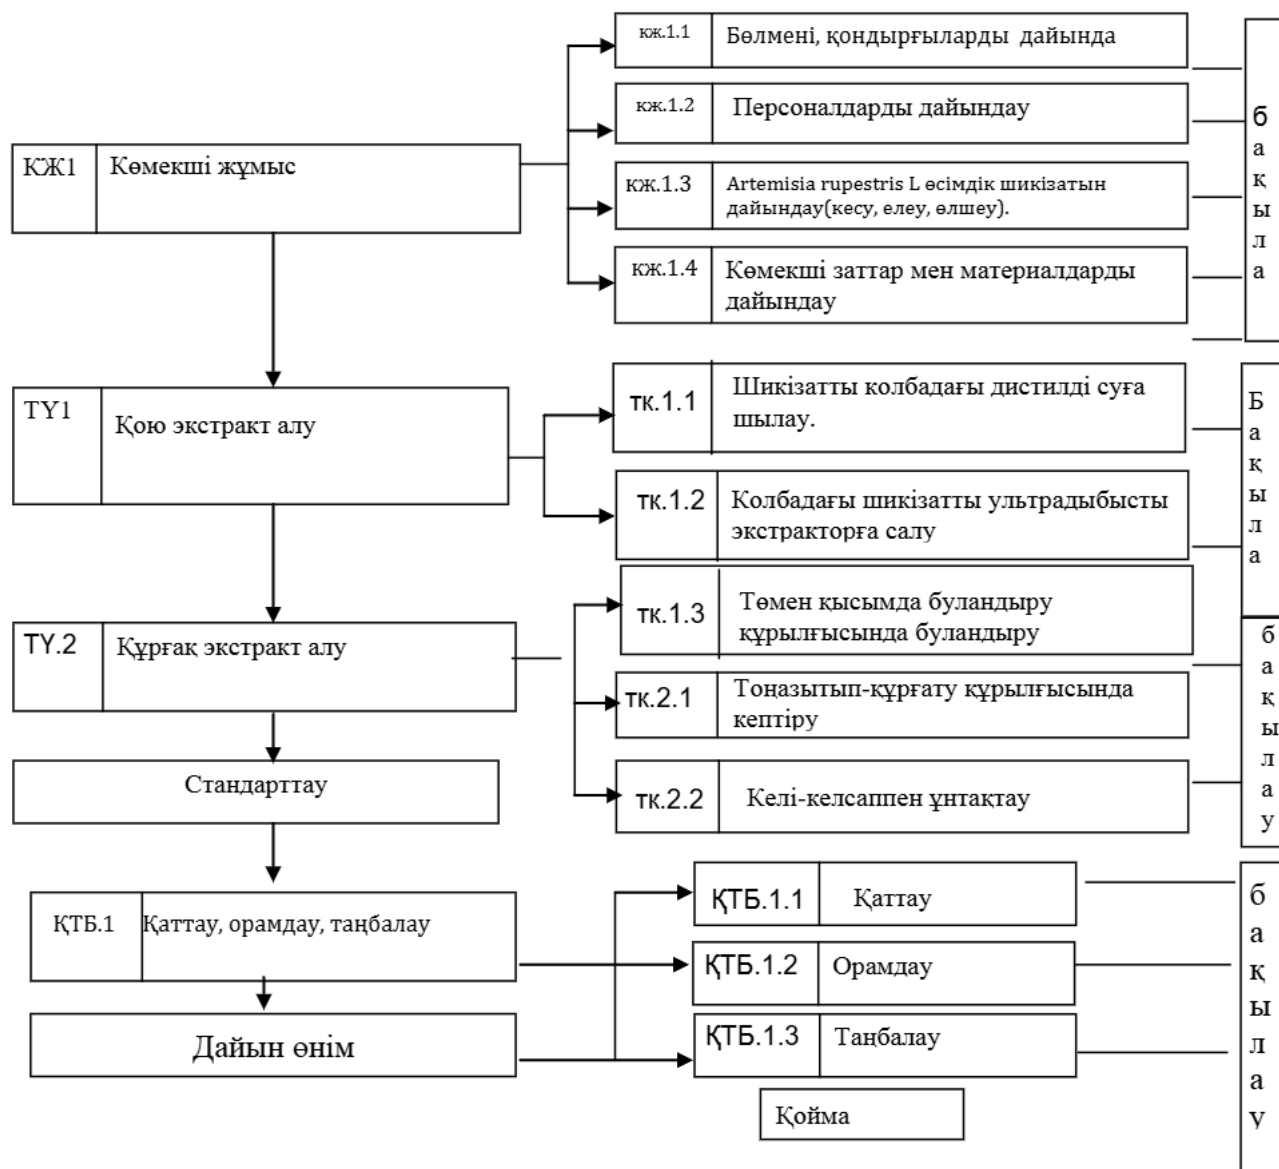 кж.1.1 Бөлмені, қондырғыларды дайында
кж.1.2 Персоналдарды дайындау
КЖ1 Көмекші жұмыс
кж.1.3 Artemisia rupestris L өсімдік шикізатын
дайындау(кесу, елеу, өлшеу).
кж.1.4 Көмекші заттар мен материалдарды
дайындау
б
а
қ
ы
л
а
ТҮ1 Қою экстракт алу
тк.1.1 Шикізатты колбадағы дистилді суға
шылау.
тк.1.2 Колбадағы шикізатты ультрадыбысты
экстракторға салу
Б
а
қ
ы
л
а
ТҮ.2 Құрғақ экстракт алу
тк.1.3 Төмен қысымда буландыру
құрылғысында буландыру
тк.2.1 Тоңазытып-құрғату құрылғысында
кептіру
тк.2.2 Келі-келсаппен ұнтақтау
б
а
қ
ы
л
а
у
Стандарттау
ҚТБ.1 Қаттау, орамдау, таңбалау
ҚТБ.1.1 Қаттау
ҚТБ.1.2 Орамдау
ҚТБ.1.3 Таңбалау
б
а
қ
ы
л
а
у
Дайын өнім
Қойма